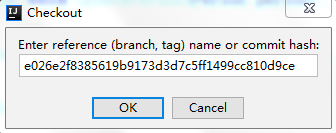 Checkout
Enter reference (branch, tag) name or commit hash:
e026e2f8385619b9173d3d7c5ff1499cc810d9ce
OK
Cancel